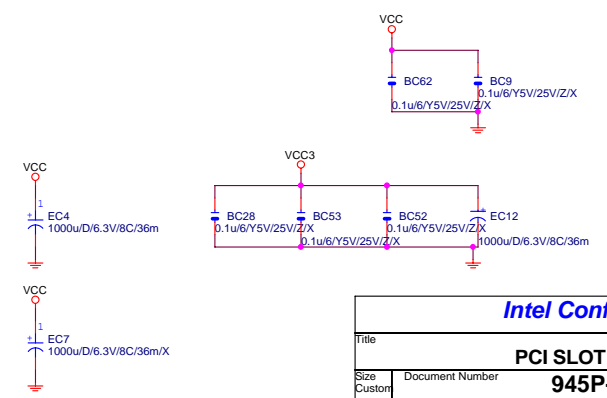 VCC
BC62
0.1u/6/Y5V/25V/Z/X
BC9
0.1u/6/Y5V/25V/Z/X
VCC
1
+
EC4
1000u/D/6.3V/8C/36m
VCC3
BC28
0.1u/6/Y5V/25V/Z/X
BC53
0.1u/6/Y5V/25V/Z/X
BC52
0.1u/6/Y5V/25V/Z/X
+
EC12
1000u/D/6.3V/8C/36m
VCC
1
+
EC7
1000u/D/6.3V/8C/36m/X
Intel Conf
Title
PCI SLOT
Size
Custom
Document Number
945P-